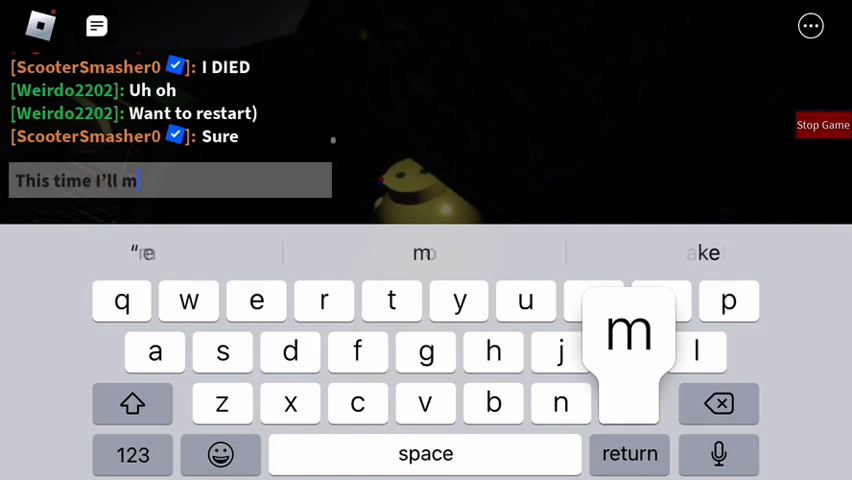 [ScooterSmasher0 ]: I DIED
[Weirdo2202]: Uh oh
[Weirdo2202]: Want to restart)
[ScooterSmasher0 ]: Sure
Stop Game
This time I’ll m
m ke
q w e r t y u p
m
a s d f g h j l
z x c v b n
123 space return